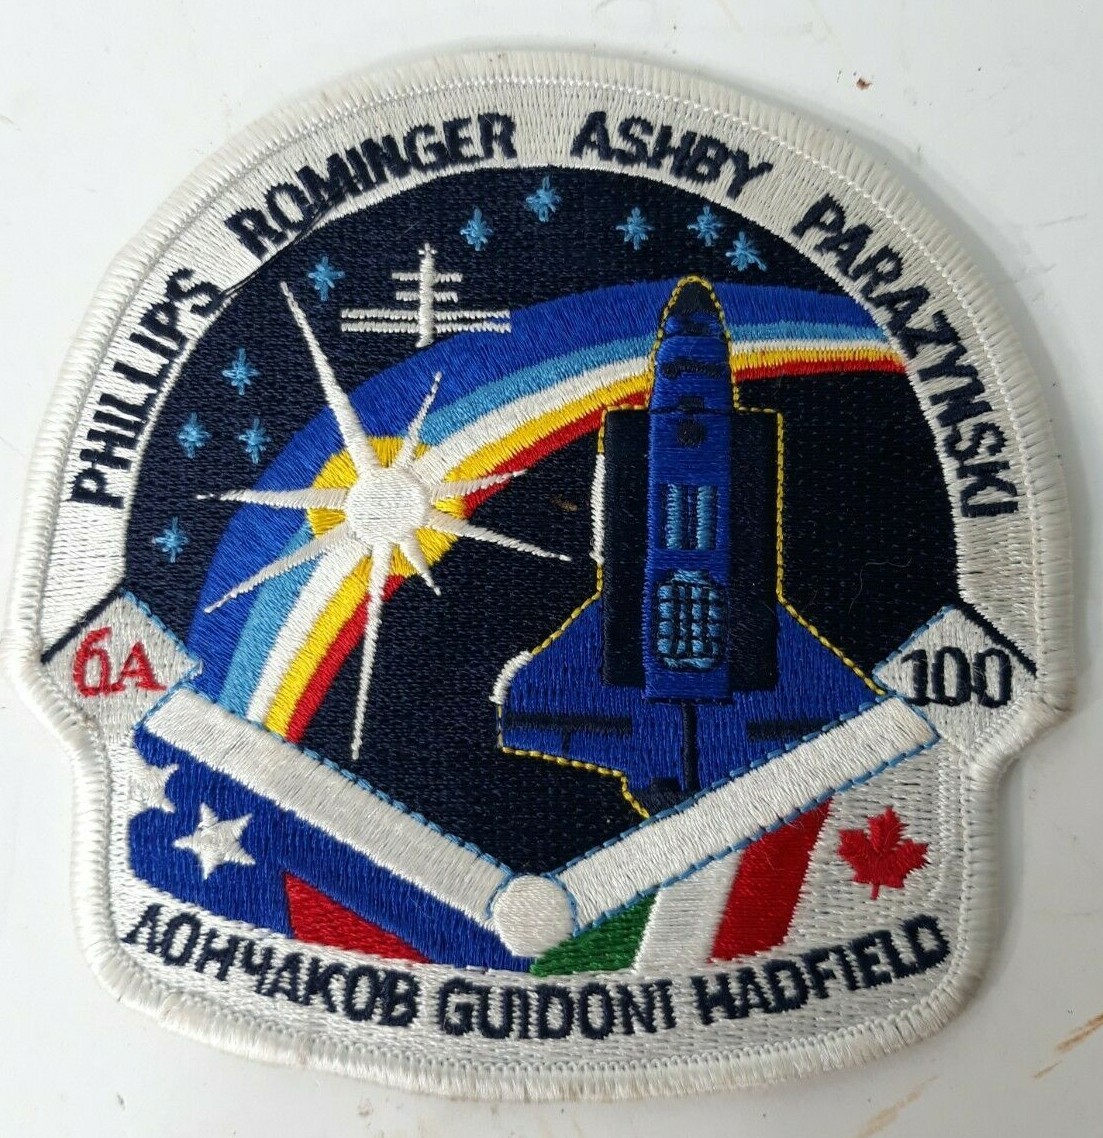 PHILLIPS ROMINGER ASHBY PARAZYNSKI
6A
100
ЛОНЧАКОВ GUIDONI HADFIELD